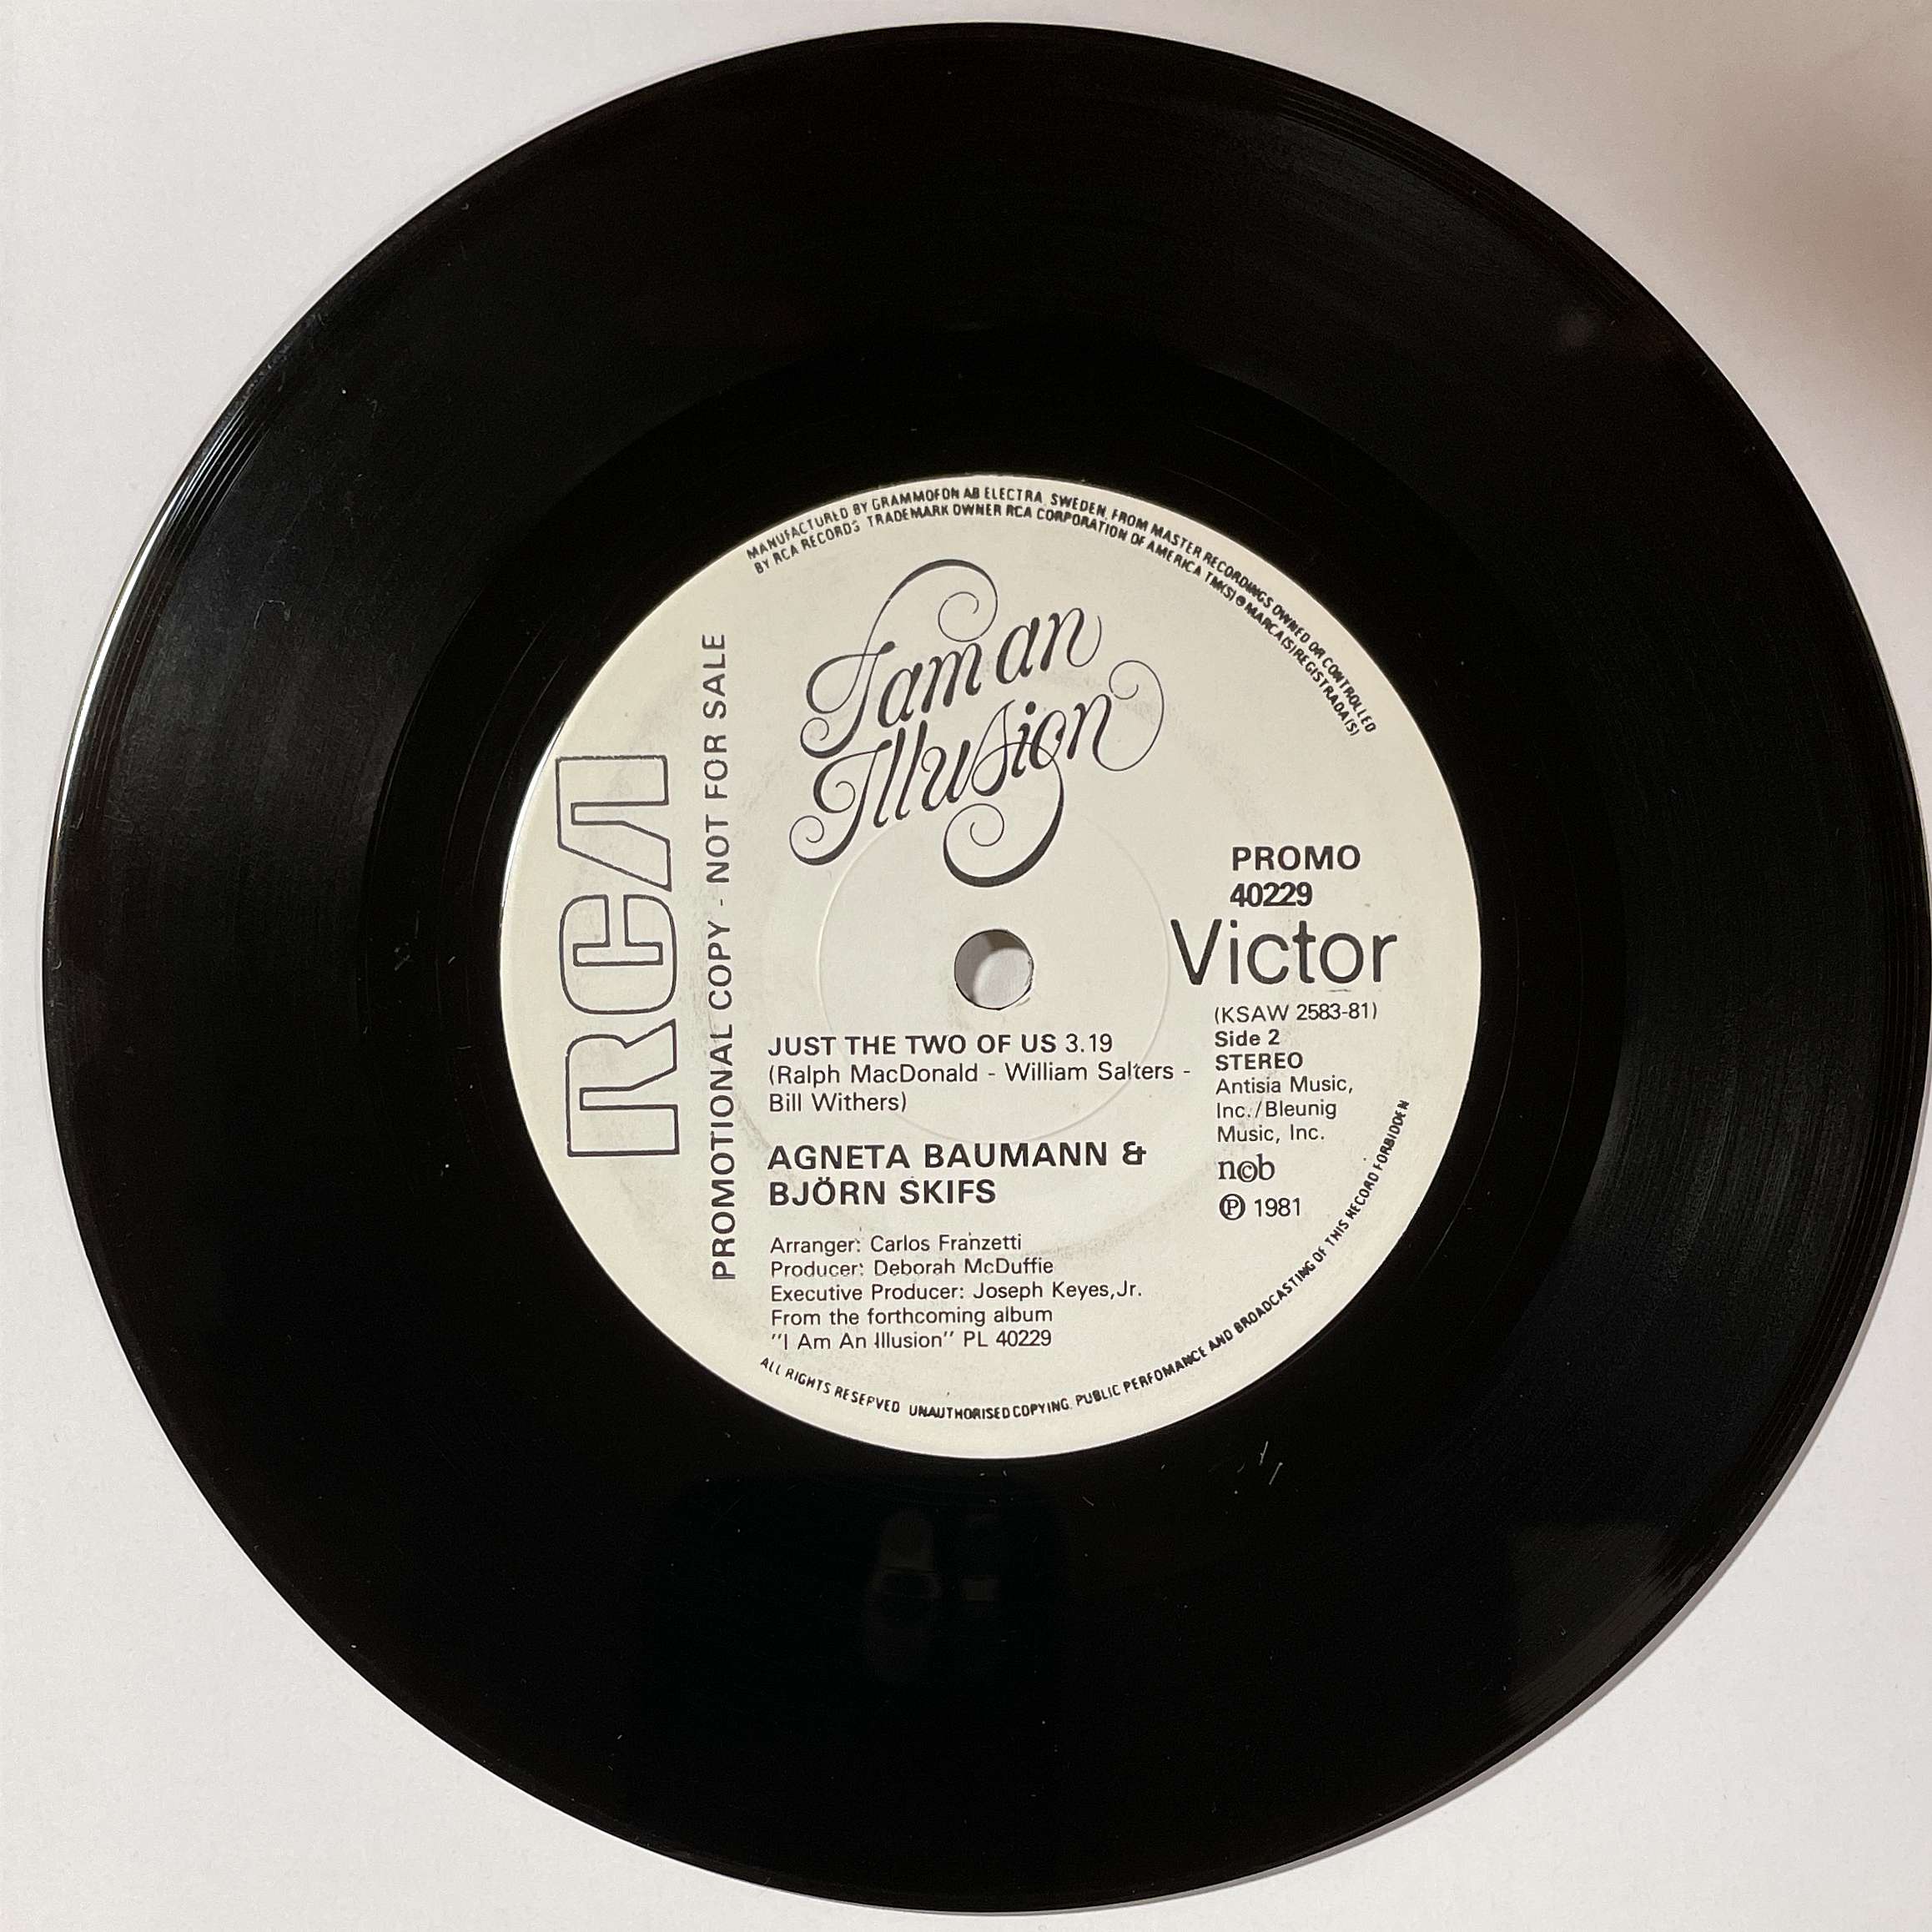 MANUFACTURED BY GRAMMOFON AB ELECTRA, SWEDEN, FROM MASTER RECORDINGS OWNED OR CONTROLLED
BY RCA RECORDS TRADEMARK OWNER RCA CORPORATION OF AMERICA TM(S) ® MARCA(S) REGISTRADA(S)
I am an
Illusion
RCA
PROMOTIONAL COPY - NOT FOR SALE
PROMO
40229
Victor
(KSAW 2583-81)
Side 2
STEREO
Antisia Music,
Inc./Bleunig
Music, Inc.
n©b
℗ 1981
JUST THE TWO OF US 3.19
(Ralph MacDonald - William Salters -
Bill Withers)
AGNETA BAUMANN &
BJÖRN SKIFS
Arranger: Carlos Franzetti
Producer: Deborah McDuffie
Executive Producer: Joseph Keyes,Jr.
From the forthcoming album
"I Am An Illusion" PL 40229
ALL RIGHTS RESERVED UNAUTHORISED COPYING. PUBLIC PERFOMANCE AND BROADCASTING OF THIS RECORD FORBIDDEN